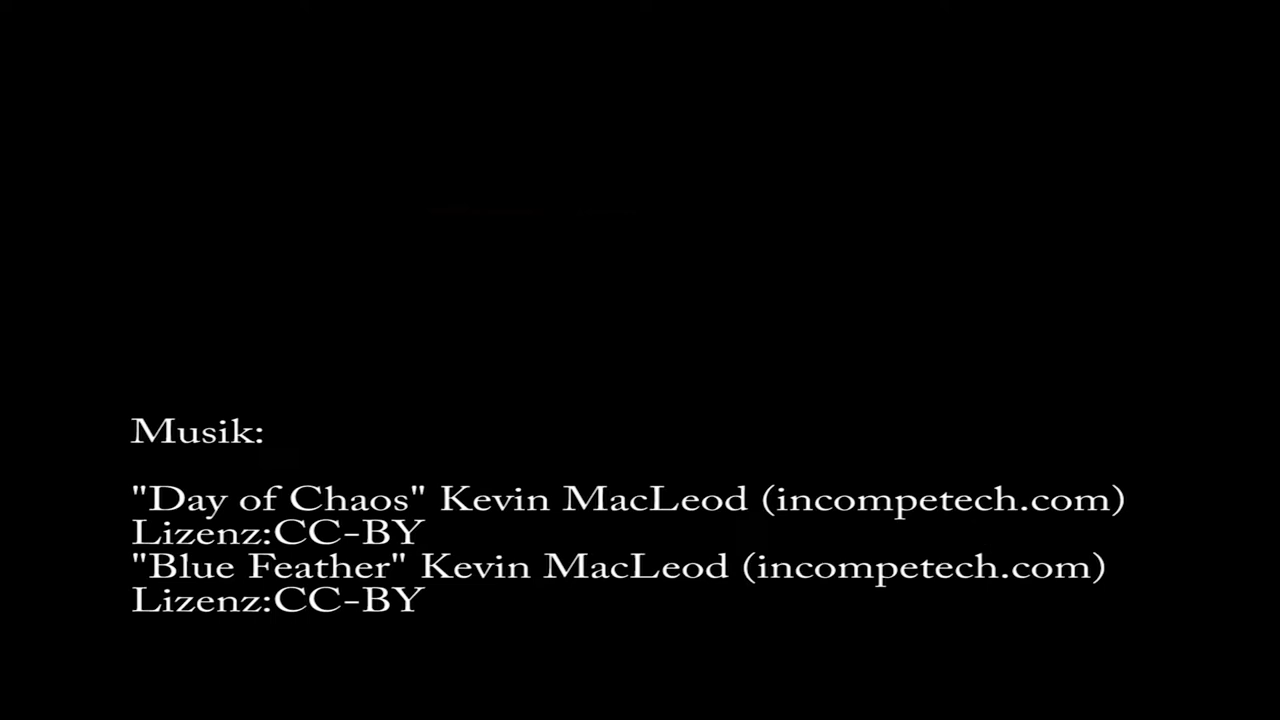 Musik:
"Day of Chaos" Kevin MacLeod (incompetech.com)
Lizenz:CC-BY
"Blue Feather" Kevin MacLeod (incompetech.com)
Lizenz:CC-BY